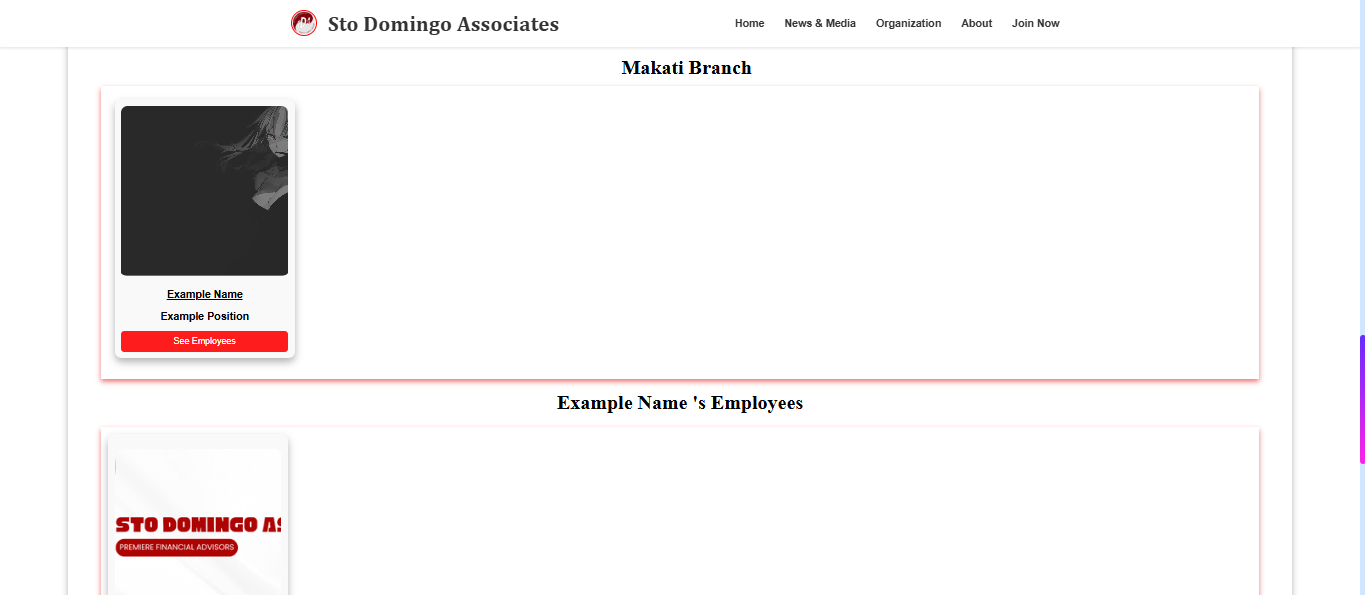 Sto Domingo Associates
Home News & Media Organization About Join Now
Makati Branch
Example Name
Example Position
See Employees
Example Name 's Employees
STO DOMINGO
PREMIERE FINANCIAL ADVISORS